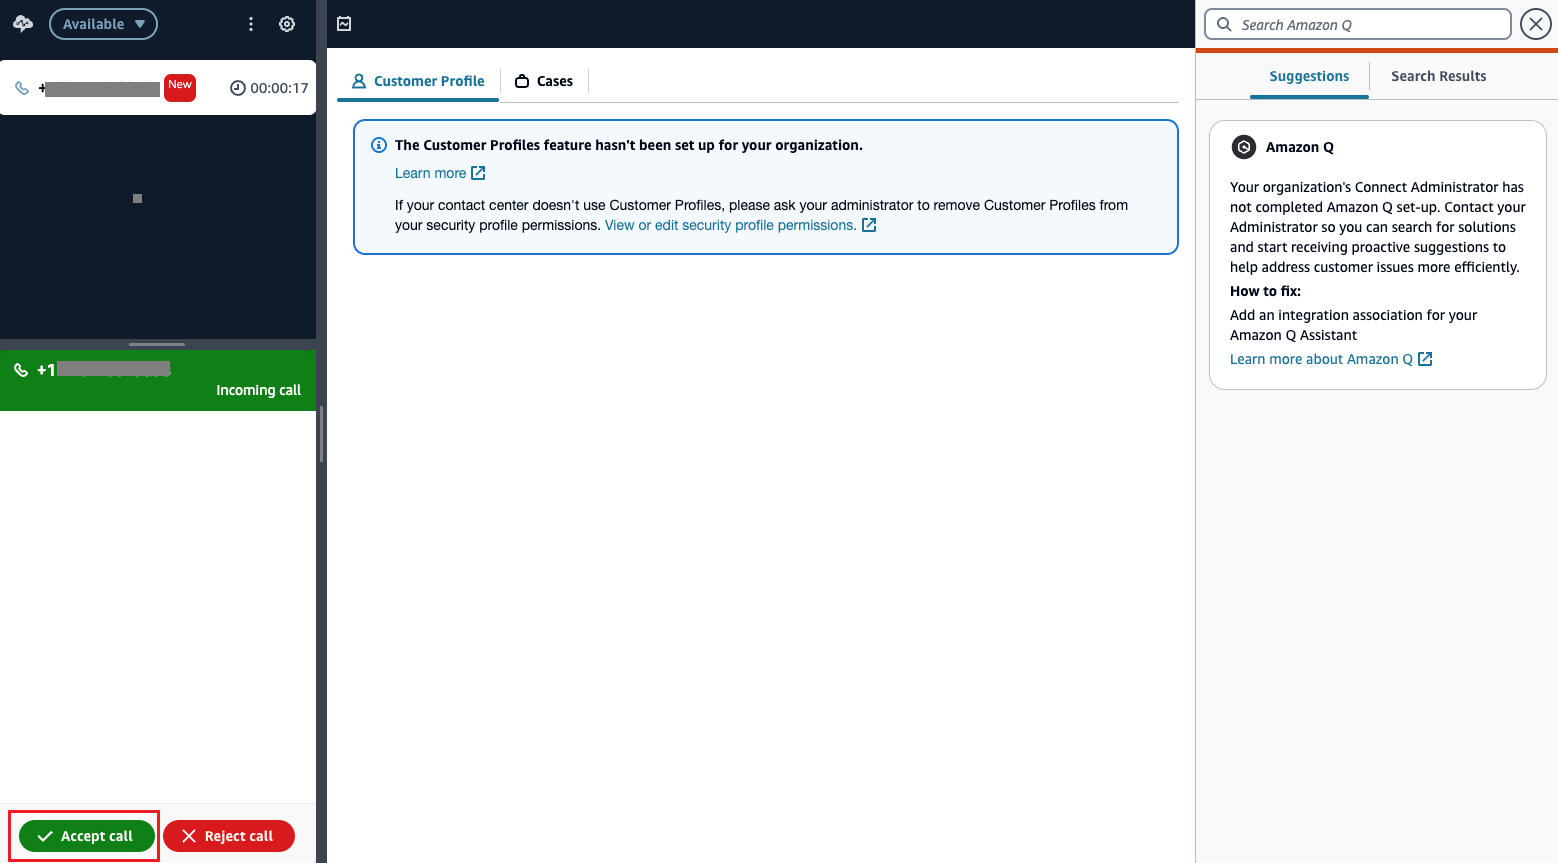 Available
+
New
00:00:17
+1
Incoming call
Accept call
Reject call
Customer Profile
Cases
The Customer Profiles feature hasn't been set up for your organization.
Learn more
If your contact center doesn't use Customer Profiles, please ask your administrator to remove Customer Profiles from
your security profile permissions. View or edit security profile permissions.
Search Amazon Q
Suggestions
Search Results
Amazon Q
Your organization's Connect Administrator has
not completed Amazon Q set-up. Contact your
Administrator so you can search for solutions
and start receiving proactive suggestions to
help address customer issues more efficiently.
How to fix:
Add an integration association for your
Amazon Q Assistant
Learn more about Amazon Q